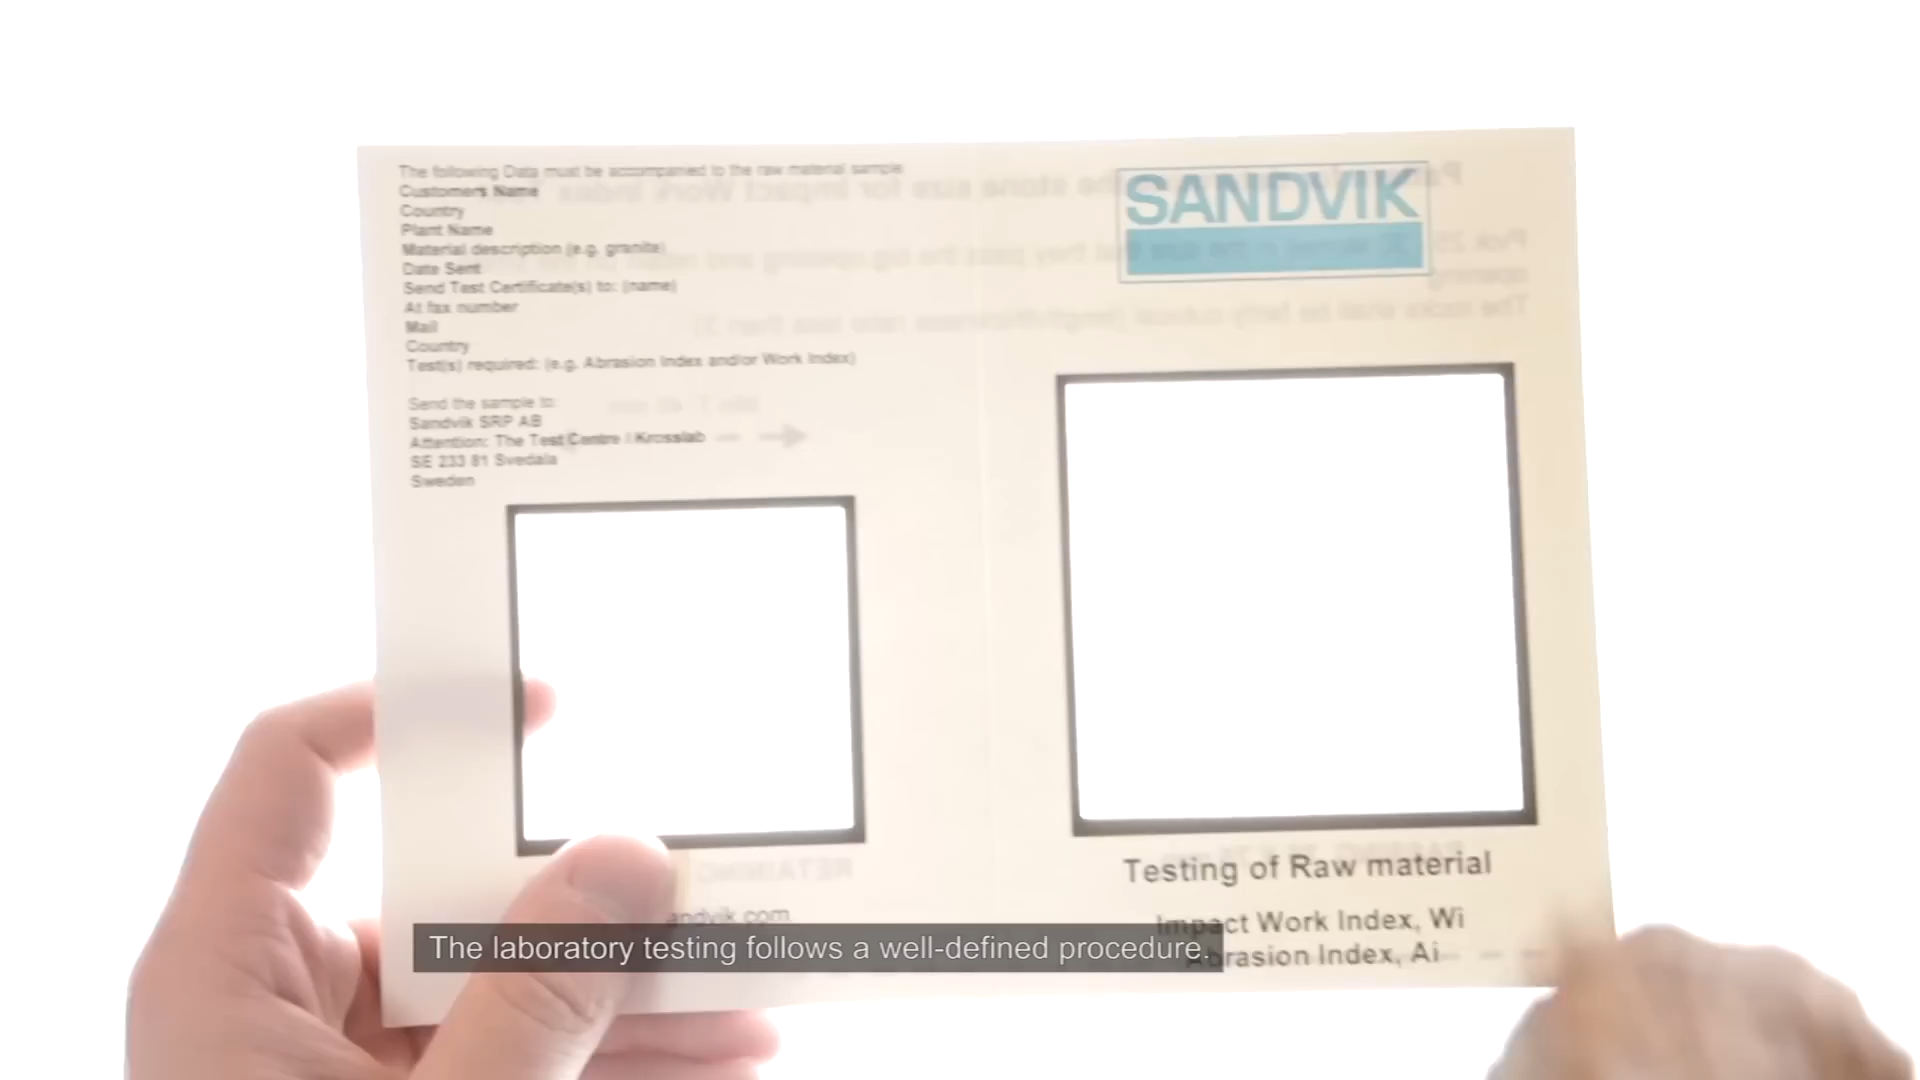 The following Data must be accompanied to the raw material sample
Customers Name
Country
Plant Name
Material description (e.g. granite)
Date Sent
Send Test Certificate(s) to: (name)
At fax number
Mail
Country
Test(s) required: (e.g. Abrasion Index and/or Work Index)
Send the sample to:
Sandvik SRP AB
Attention: The Test Centre / Krosslab
SE 233 81 Svedala
Sweden
andvik.com
SANDVIK
Testing of Raw material
Impact Work Index, Wi
Abrasion Index, Ai
The laboratory testing follows a well-defined procedure.
RETAINING